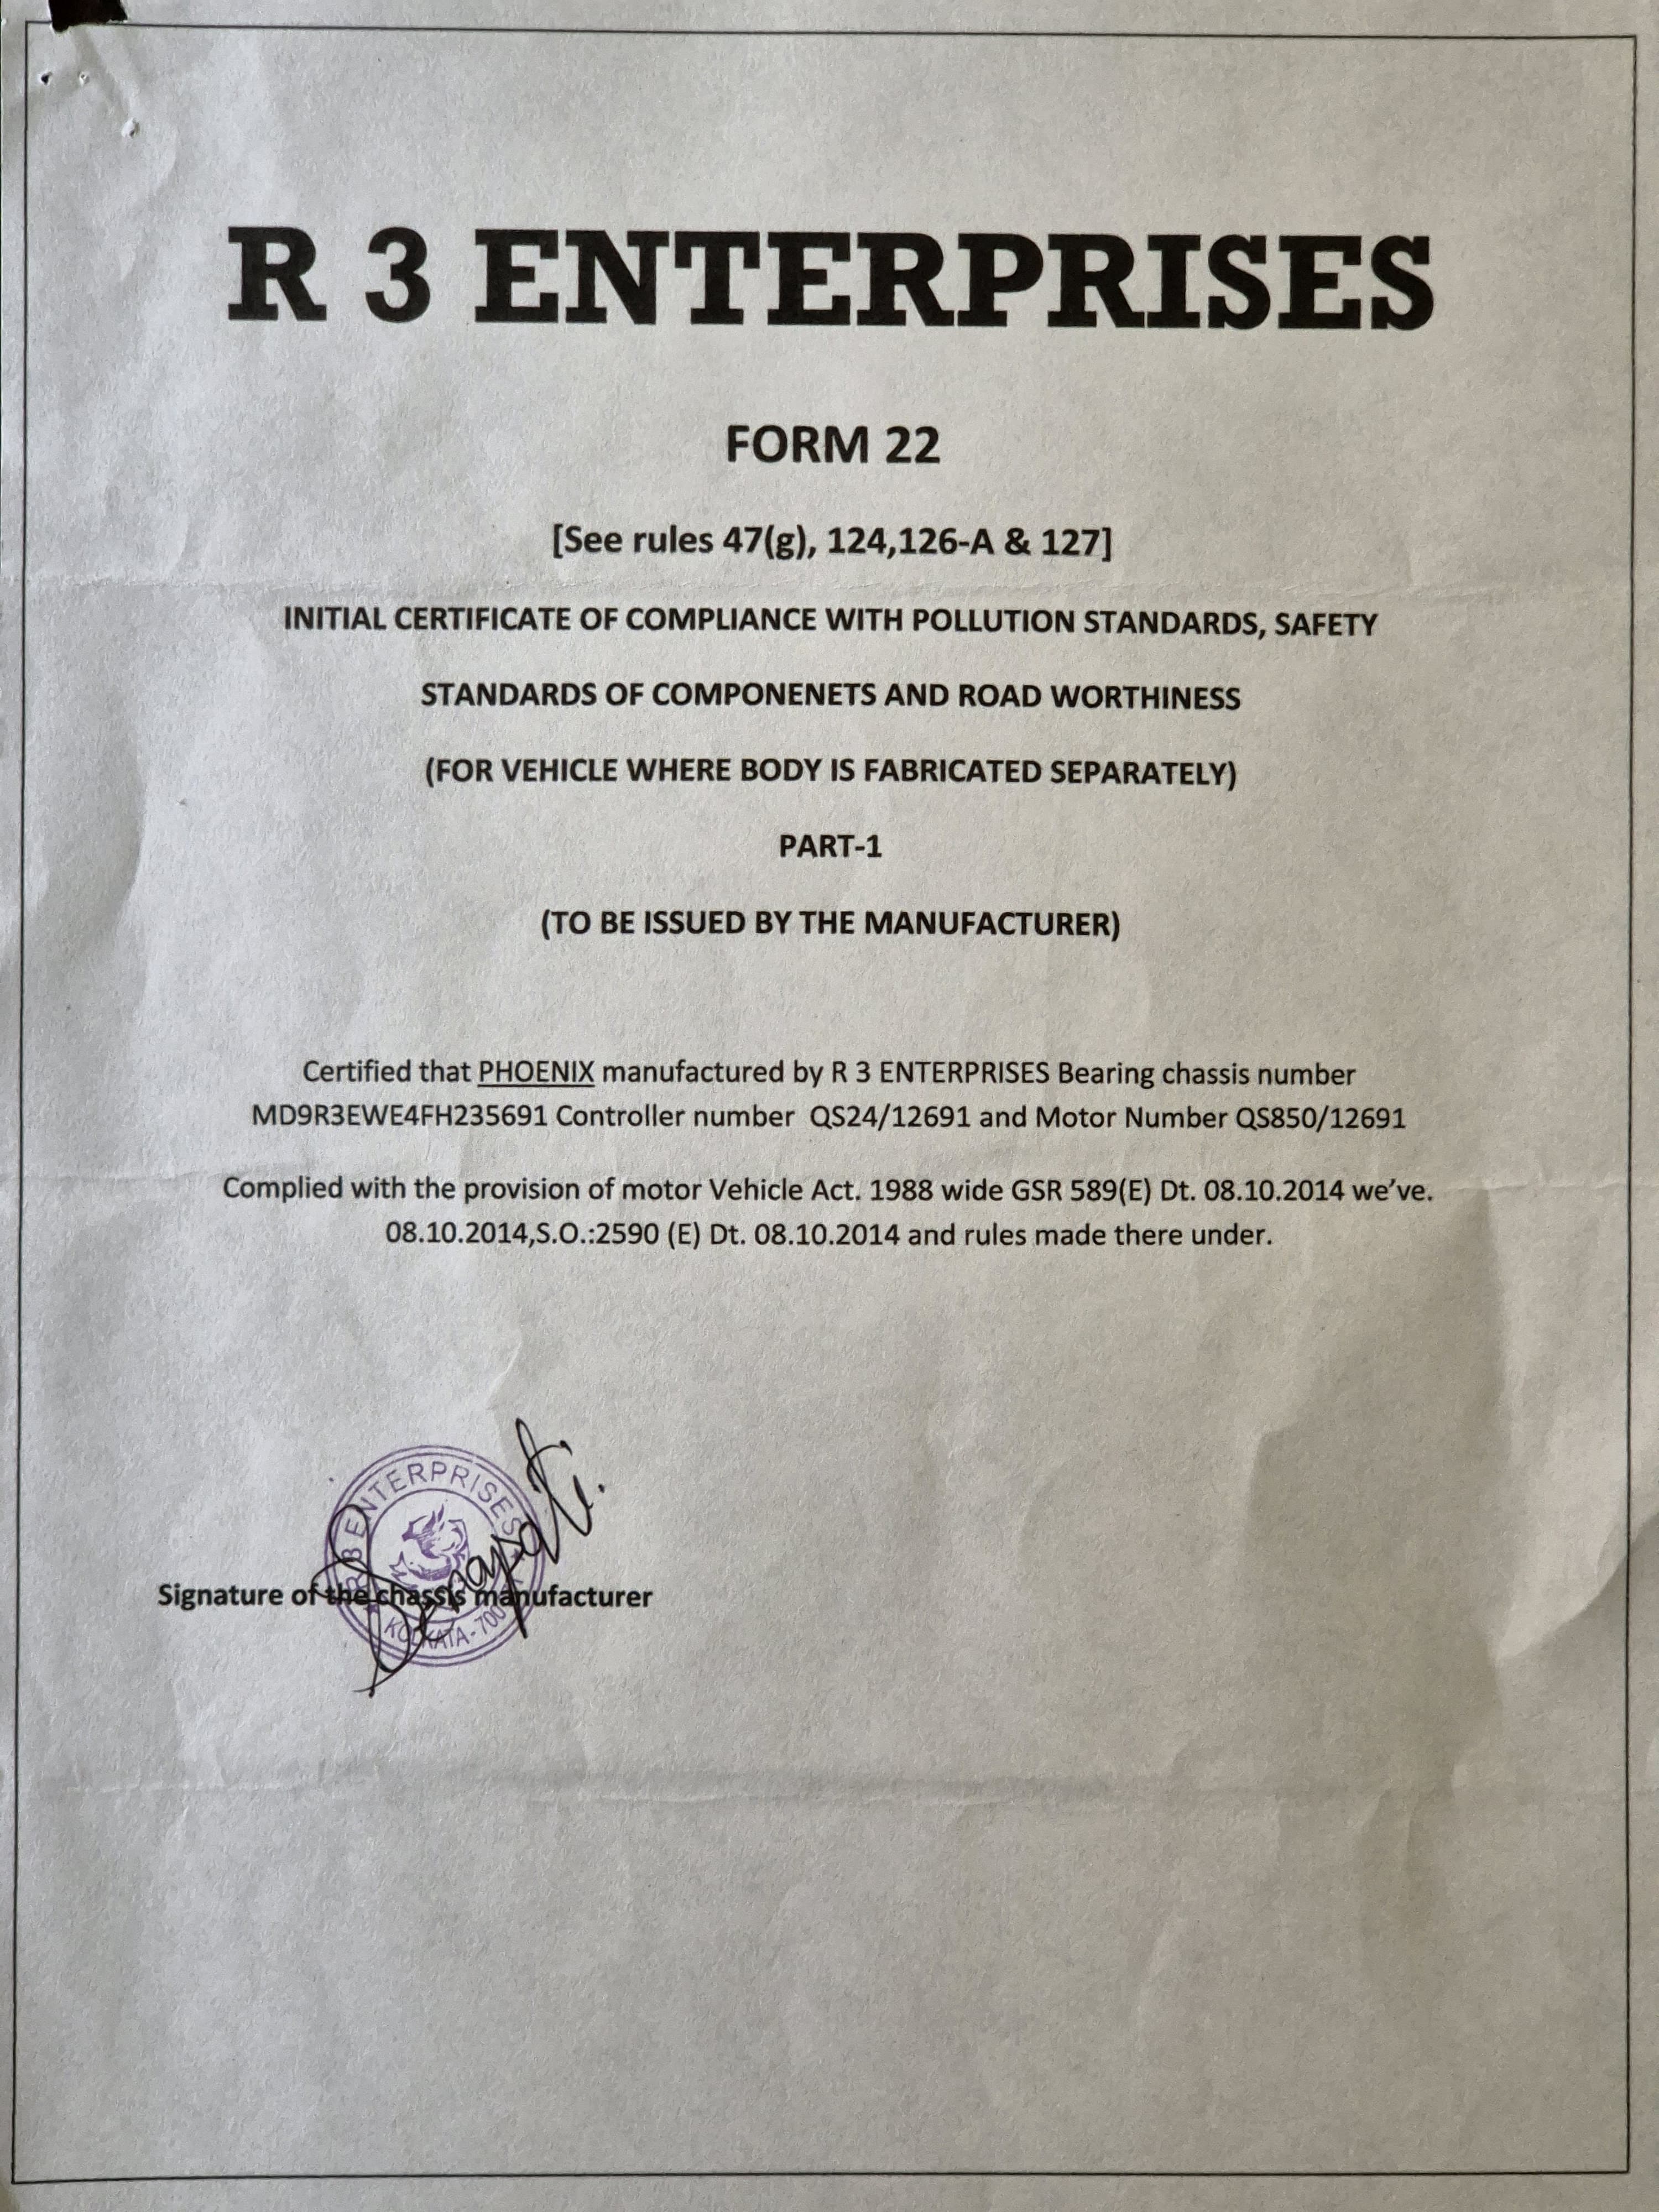 R 3 ENTERPRISES
FORM 22
[See rules 47(g), 124,126-A & 127]
INITIAL CERTIFICATE OF COMPLIANCE WITH POLLUTION STANDARDS, SAFETY
STANDARDS OF COMPONENETS AND ROAD WORTHINESS
(FOR VEHICLE WHERE BODY IS FABRICATED SEPARATELY)
PART-1
(TO BE ISSUED BY THE MANUFACTURER)
Certified that PHOENIX manufactured by R 3 ENTERPRISES Bearing chassis number
MD9R3EWE4FH235691 Controller number QS24/12691 and Motor Number QS850/12691
Complied with the provision of motor Vehicle Act. 1988 wide GSR 589(E) Dt. 08.10.2014 we've.
08.10.2014,S.O.:2590 (E) Dt. 08.10.2014 and rules made there under.
R 3 ENTERPRISES
KOLKATA-700
Signature of the chassis manufacturer